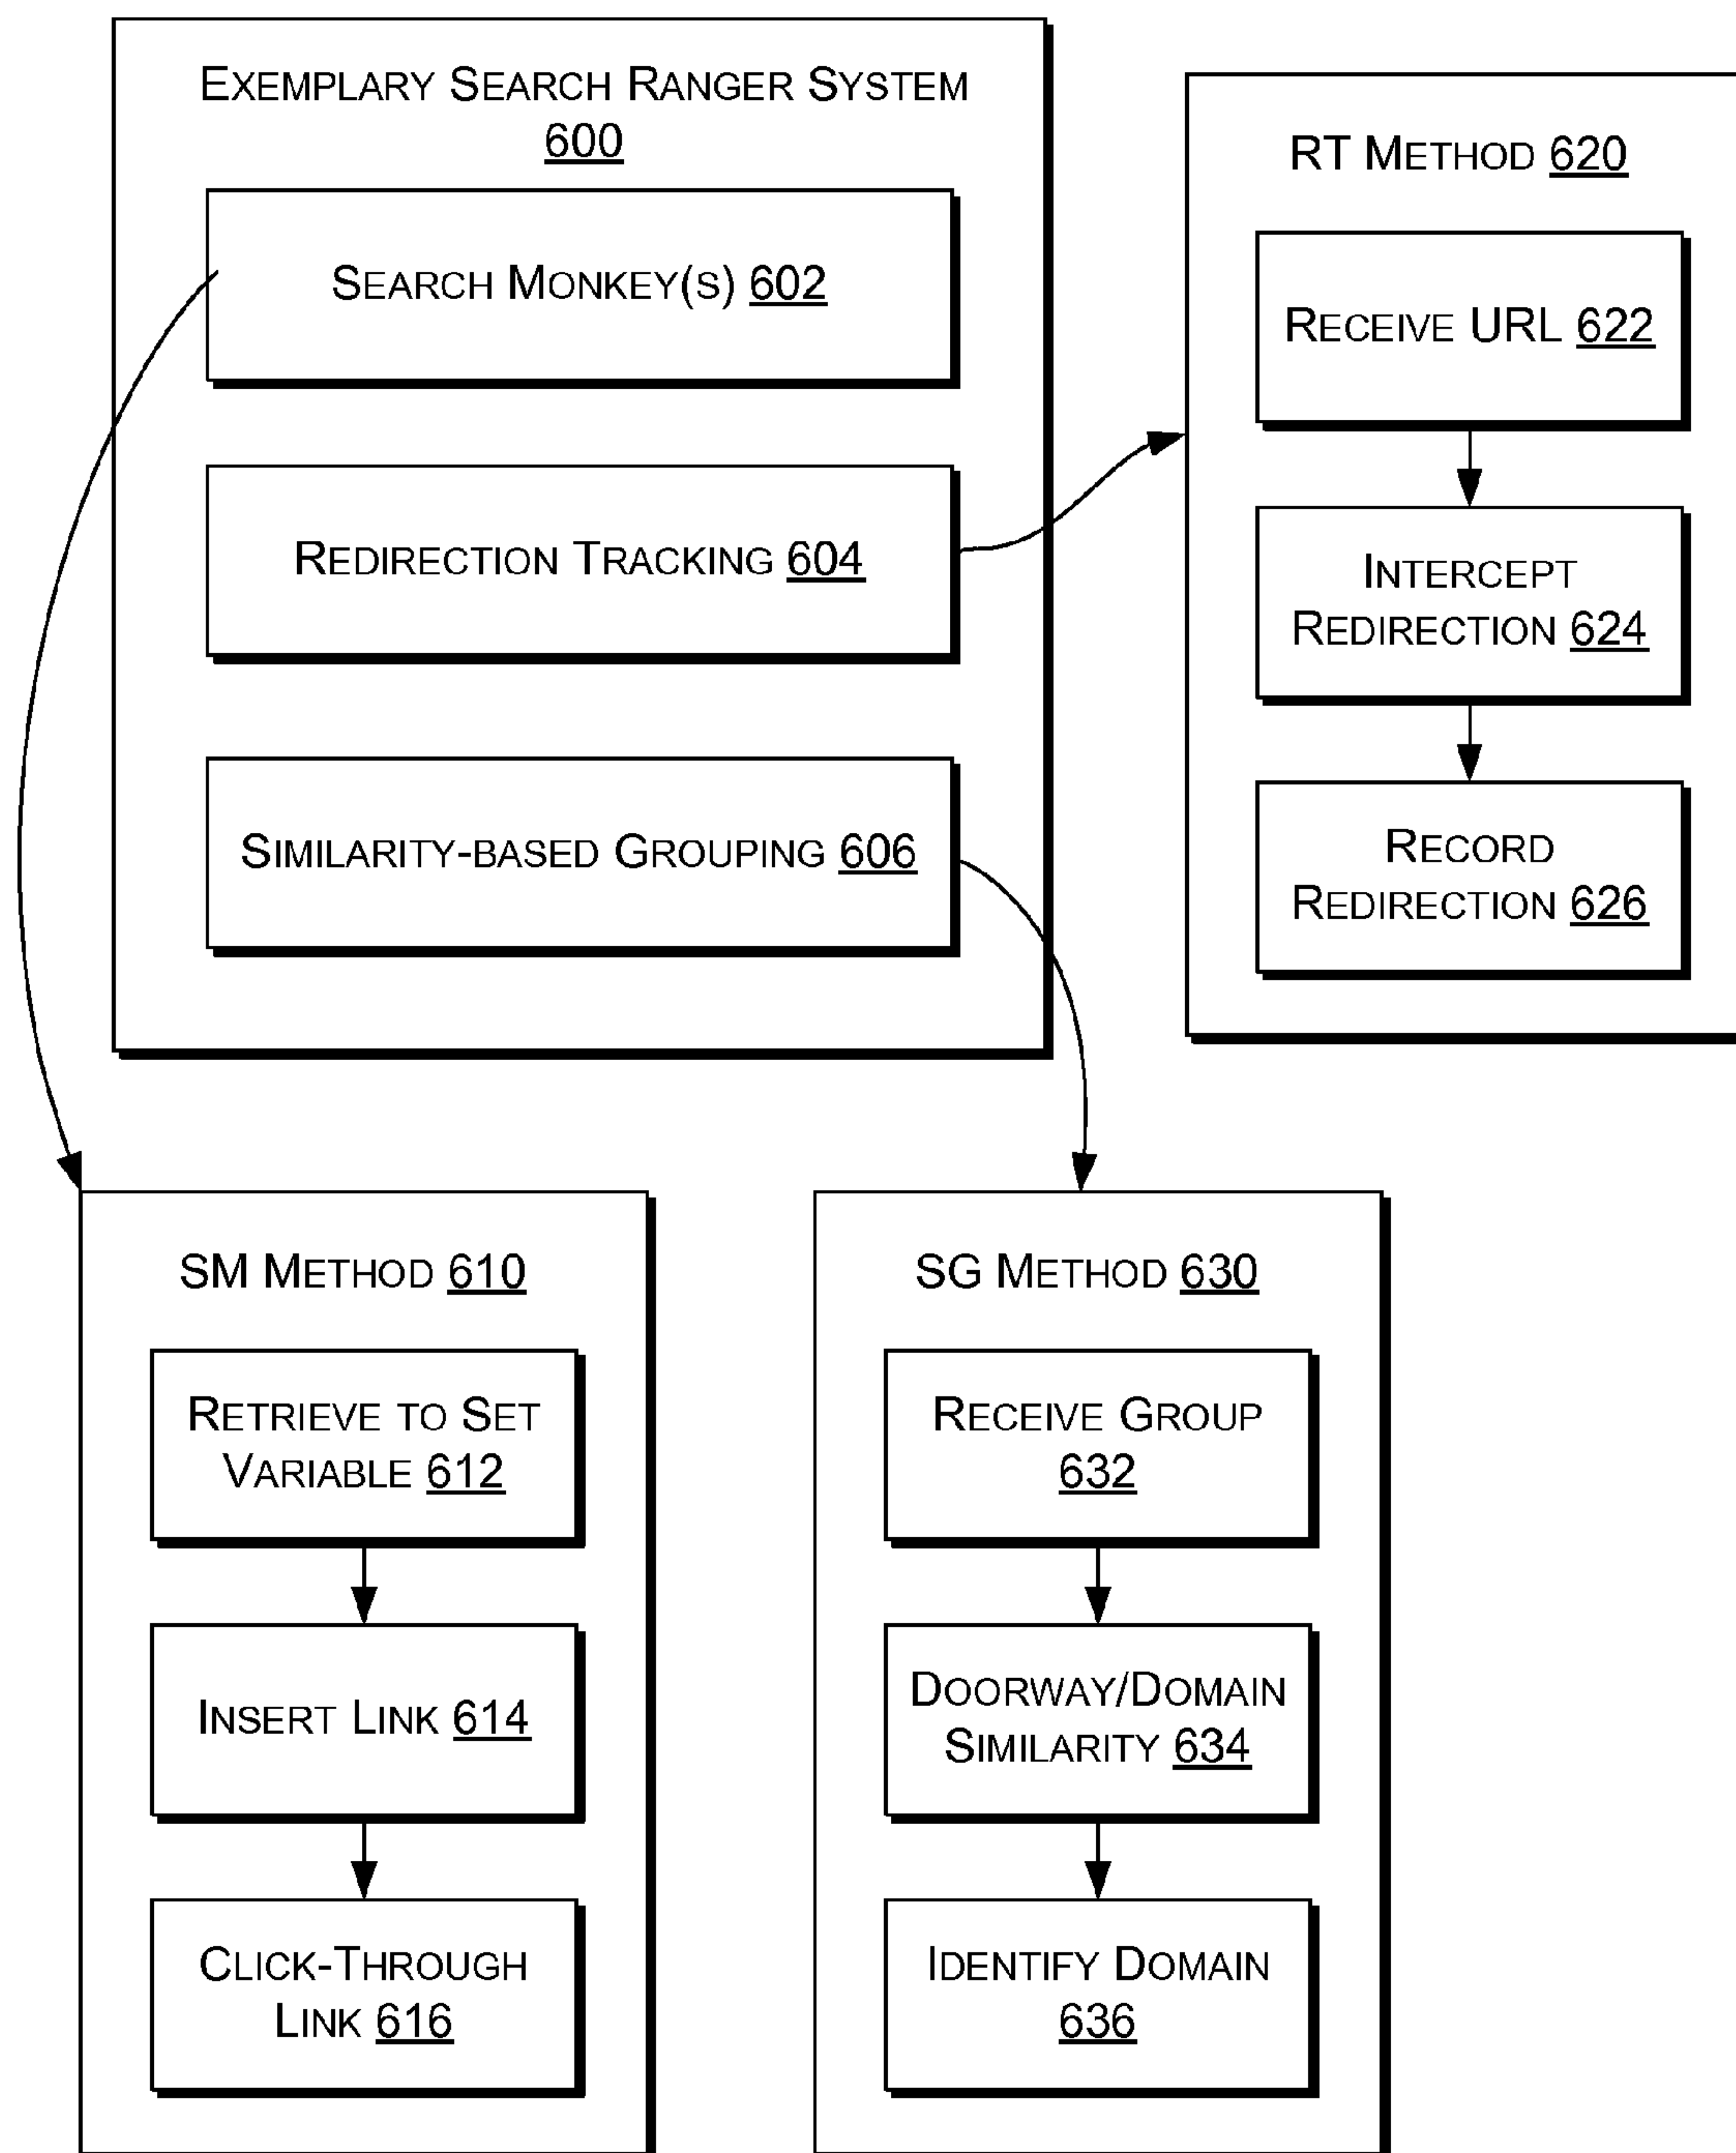 Exemplary Search Ranger System
600
Search Monkey(s) 602
Redirection Tracking 604
Similarity-based Grouping 606
RT Method 620
Receive URL 622
Intercept
Redirection 624
Record
Redirection 626
SM Method 610
Retrieve to Set
Variable 612
Insert Link 614
Click-Through
Link 616
SG Method 630
Receive Group
632
Doorway/Domain
Similarity 634
Identify Domain
636